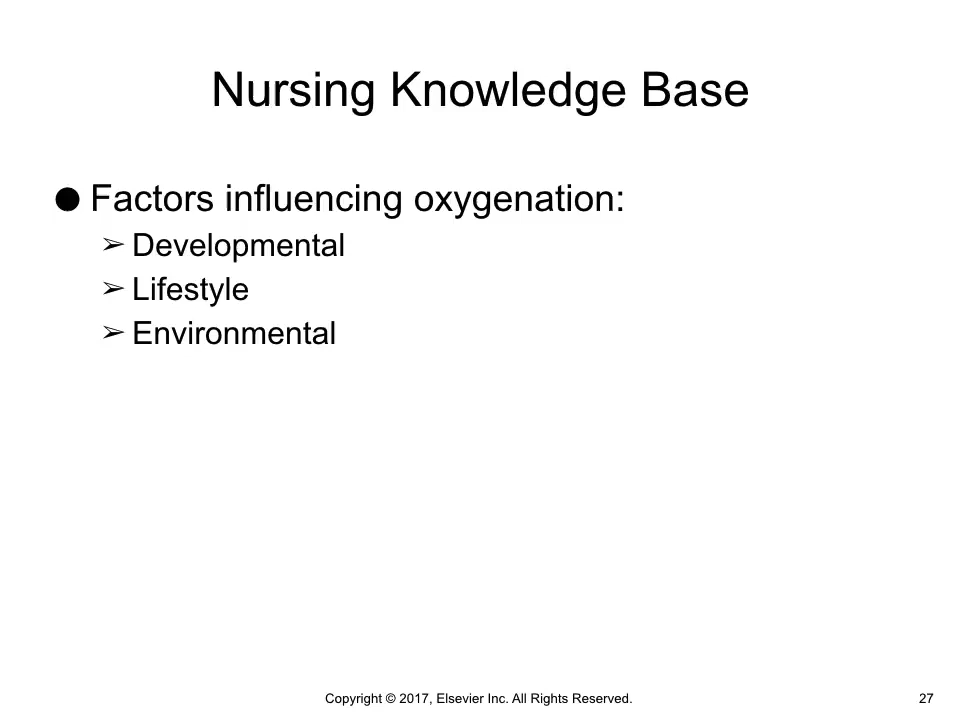 Nursing Knowledge Base
● Factors influencing oxygenation:
➢ Developmental
➢ Lifestyle
➢ Environmental
Copyright © 2017, Elsevier Inc. All Rights Reserved.
27